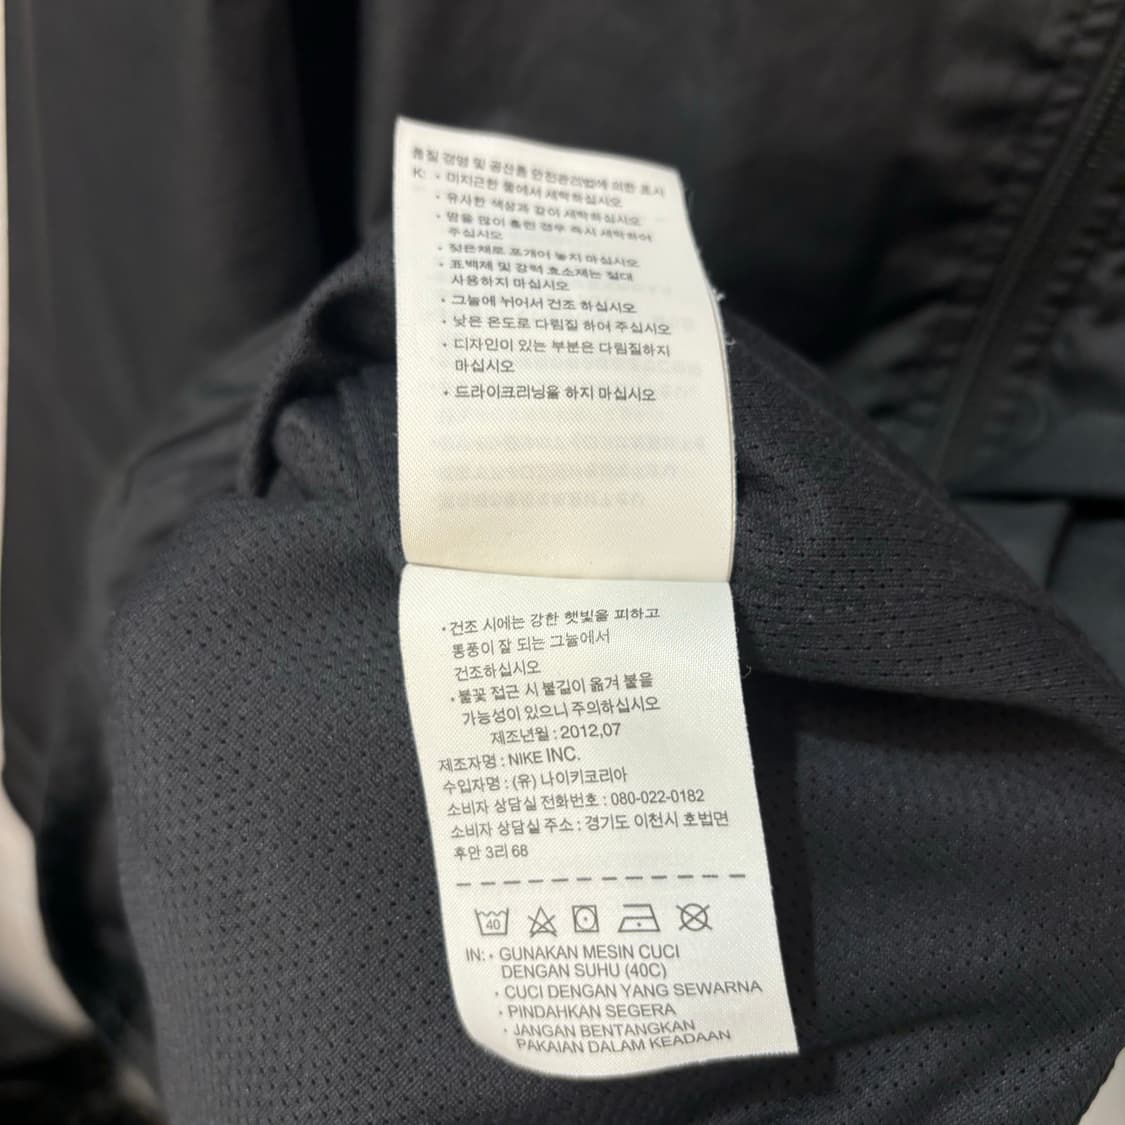 품질 경영 및 공산품 안전관리법에 의한 표시
K: • 미지근한 물에서 세탁하십시오
• 유사한 색상과 같이 세탁하십시오
• 땀을 많이 흘린 경우 즉시 세탁하여
주십시오
• 젖은채로 포개어 놓지 마십시오
• 표백제 및 강력 효소제는 절대
사용하지 마십시오
• 그늘에 뉘어서 건조 하십시오
• 낮은 온도로 다림질 하여 주십시오
• 디자인이 있는 부분은 다림질하지
마십시오
• 드라이크리닝을 하지 마십시오
• 건조 시에는 강한 햇빛을 피하고
통풍이 잘 되는 그늘에서
건조하십시오
• 불꽃 접근 시 불길이 옮겨 붙을
가능성이 있으니 주의하십시오
제조년월 : 2012.07
제조자명 : NIKE INC.
수입자명 : (유) 나이키코리아
소비자 상담실 전화번호 : 080-022-0182
소비자 상담실 주소 : 경기도 이천시 호법면
후안 3리 68
40
IN: • GUNAKAN MESIN CUCI
DENGAN SUHU (40C)
• CUCI DENGAN YANG SEWARNA
• PINDAHKAN SEGERA
• JANGAN BENTANGKAN
PAKAIAN DALAM KEADAAN